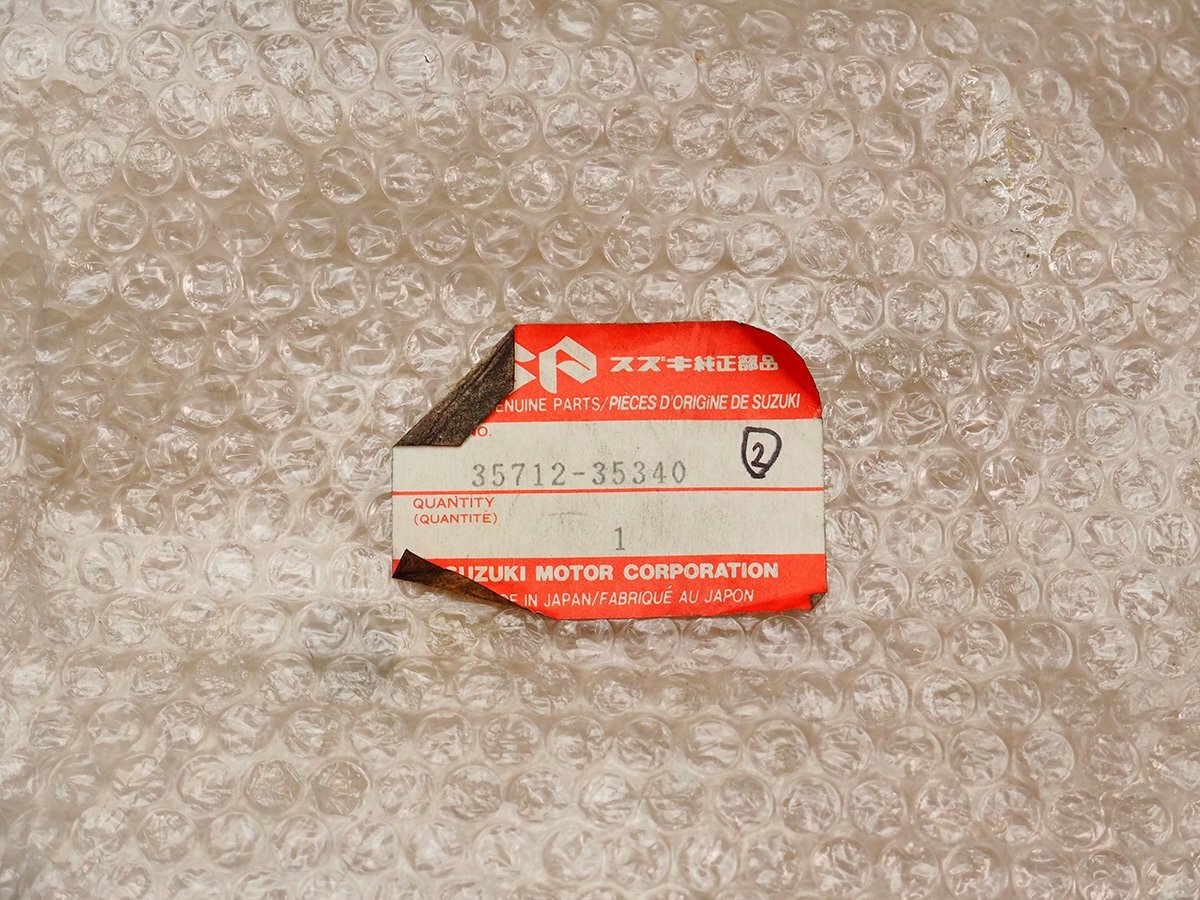 スズキ純正部品
PARTS/PIECES D'ORIGINE DE SUZUKI
NO.
35712-35340
2
QUANTITY
(QUANTITÉ)
1
SUZUKI MOTOR CORPORATION
IN JAPAN/FABRIQUÉ AU JAPON